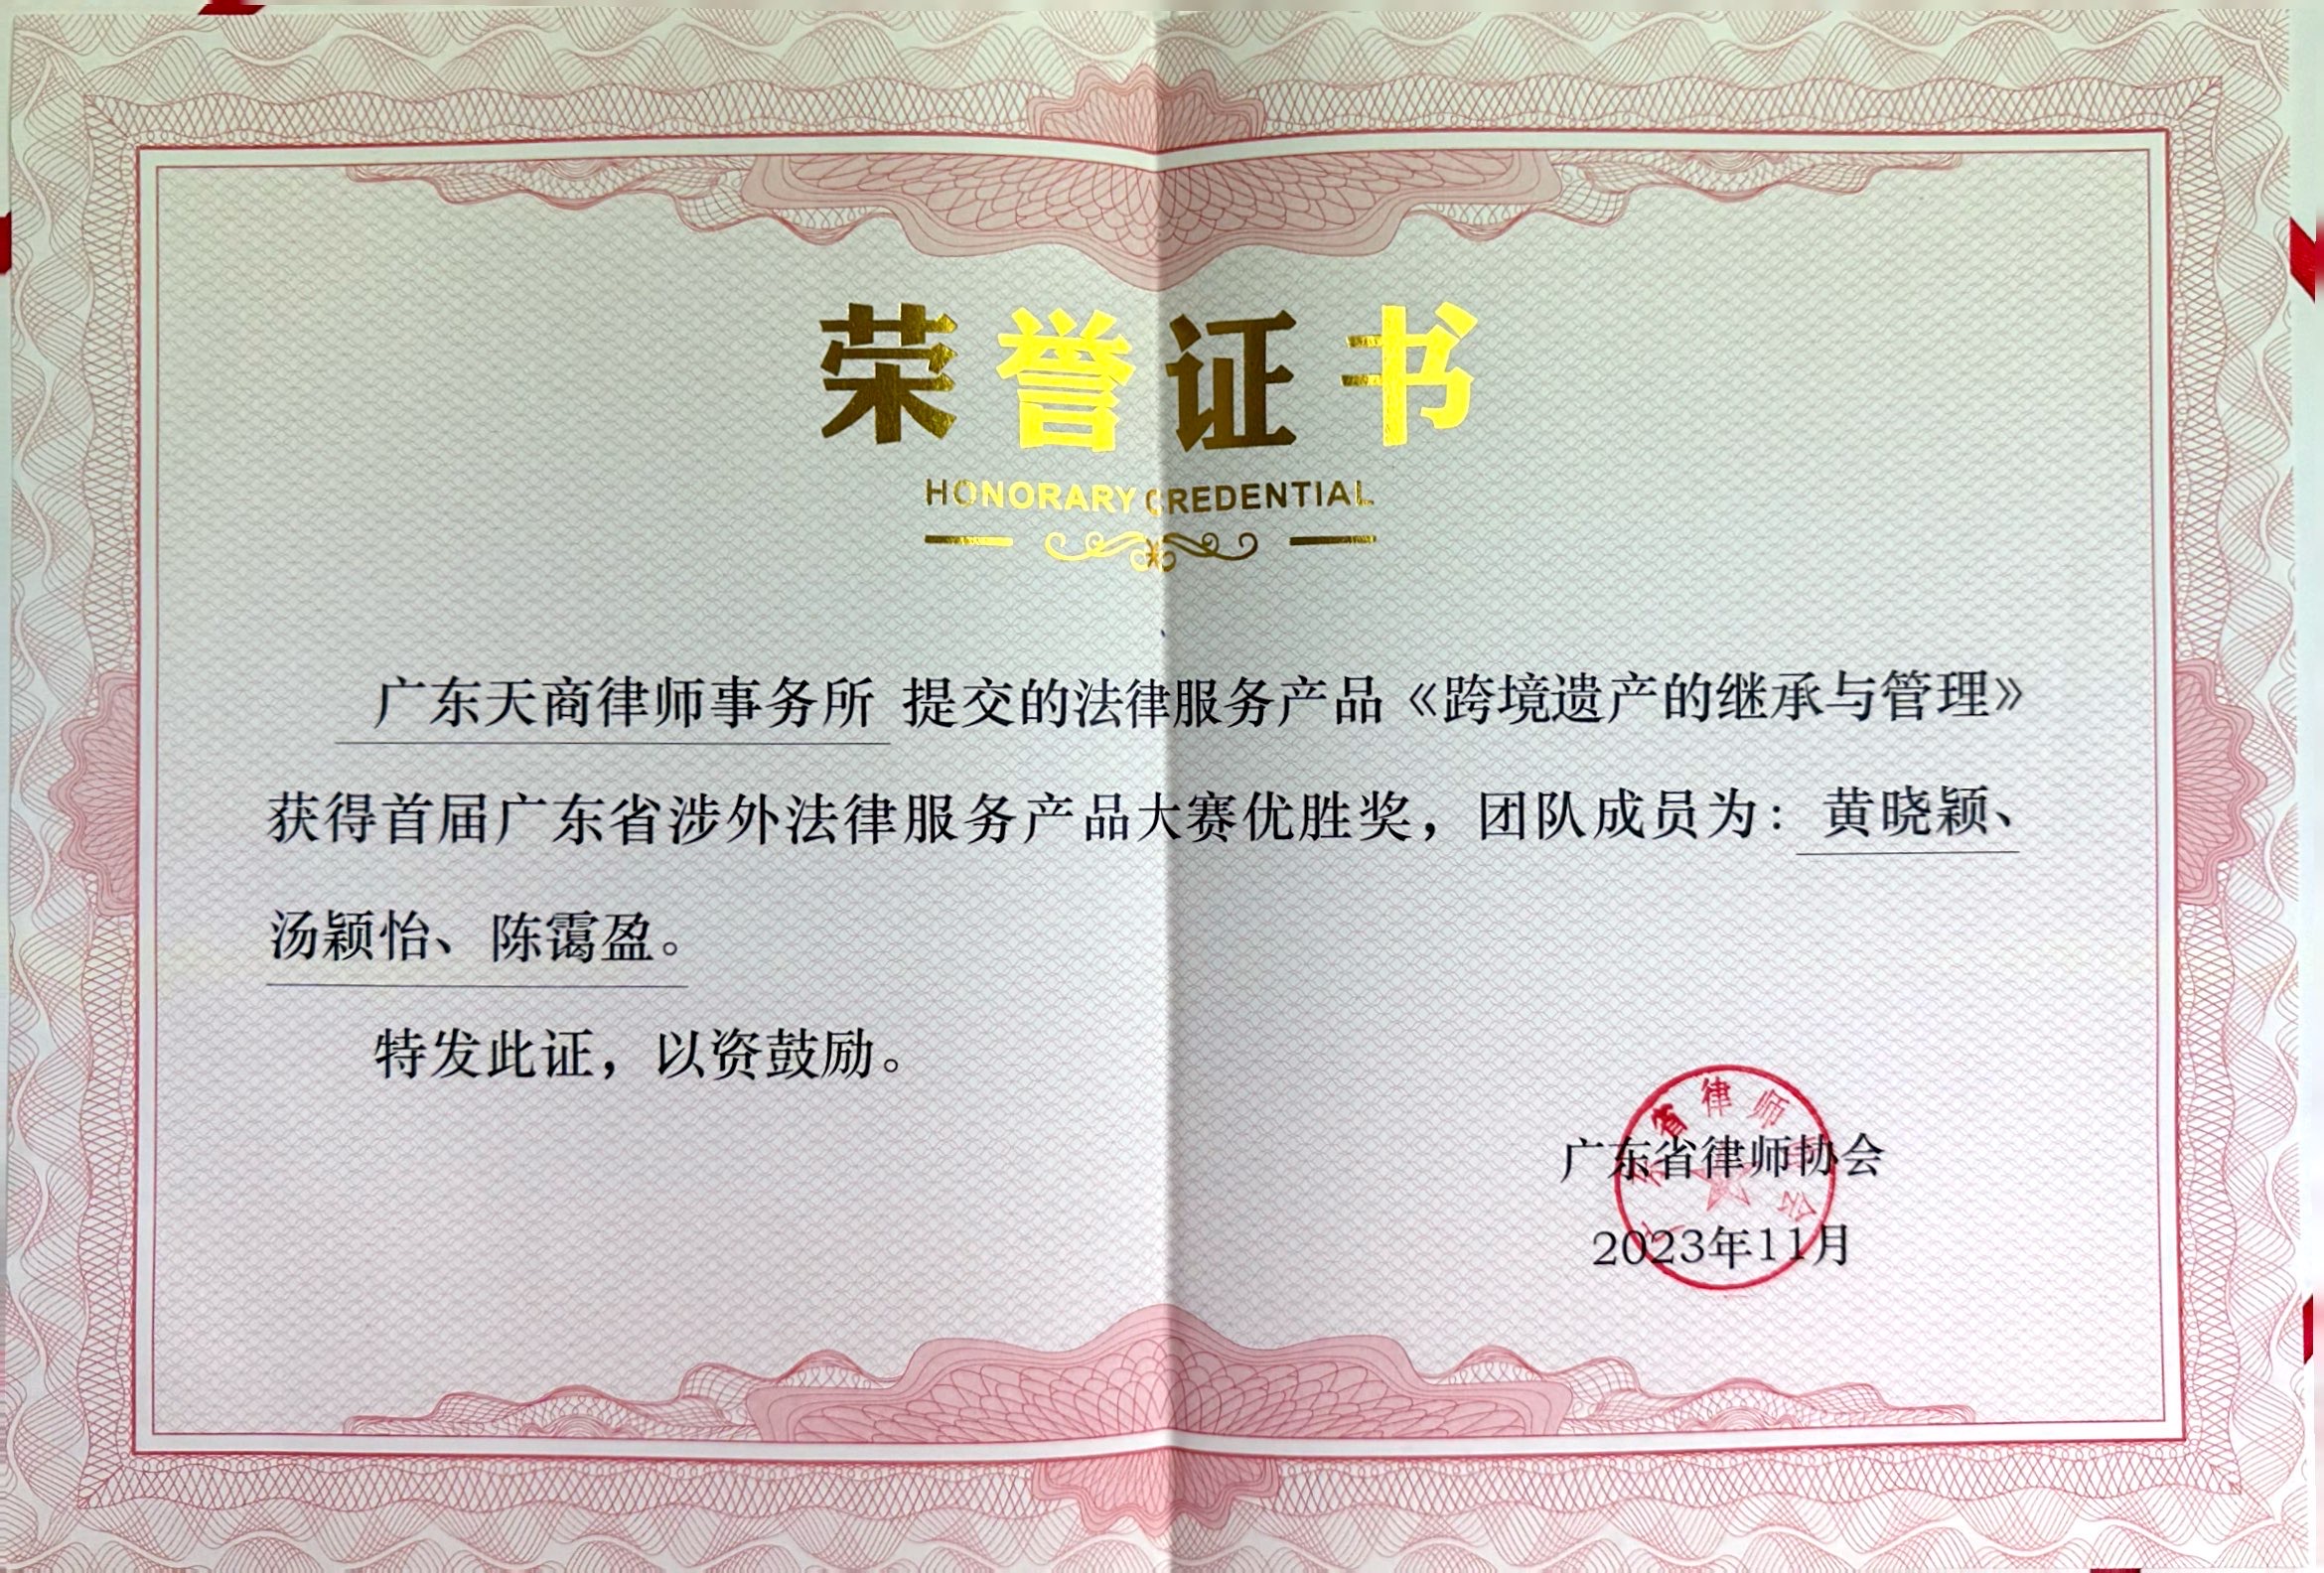 荣誉证书
HONORARY CREDENTIAL
广东天商律师事务所 提交的法律服务产品《跨境遗产的继承与管理》
获得首届广东省涉外法律服务产品大赛优胜奖，团队成员为：黄晓颖、
汤颖怡、陈霭盈。
特发此证，以资鼓励。
广东省律师协会
2023年11月